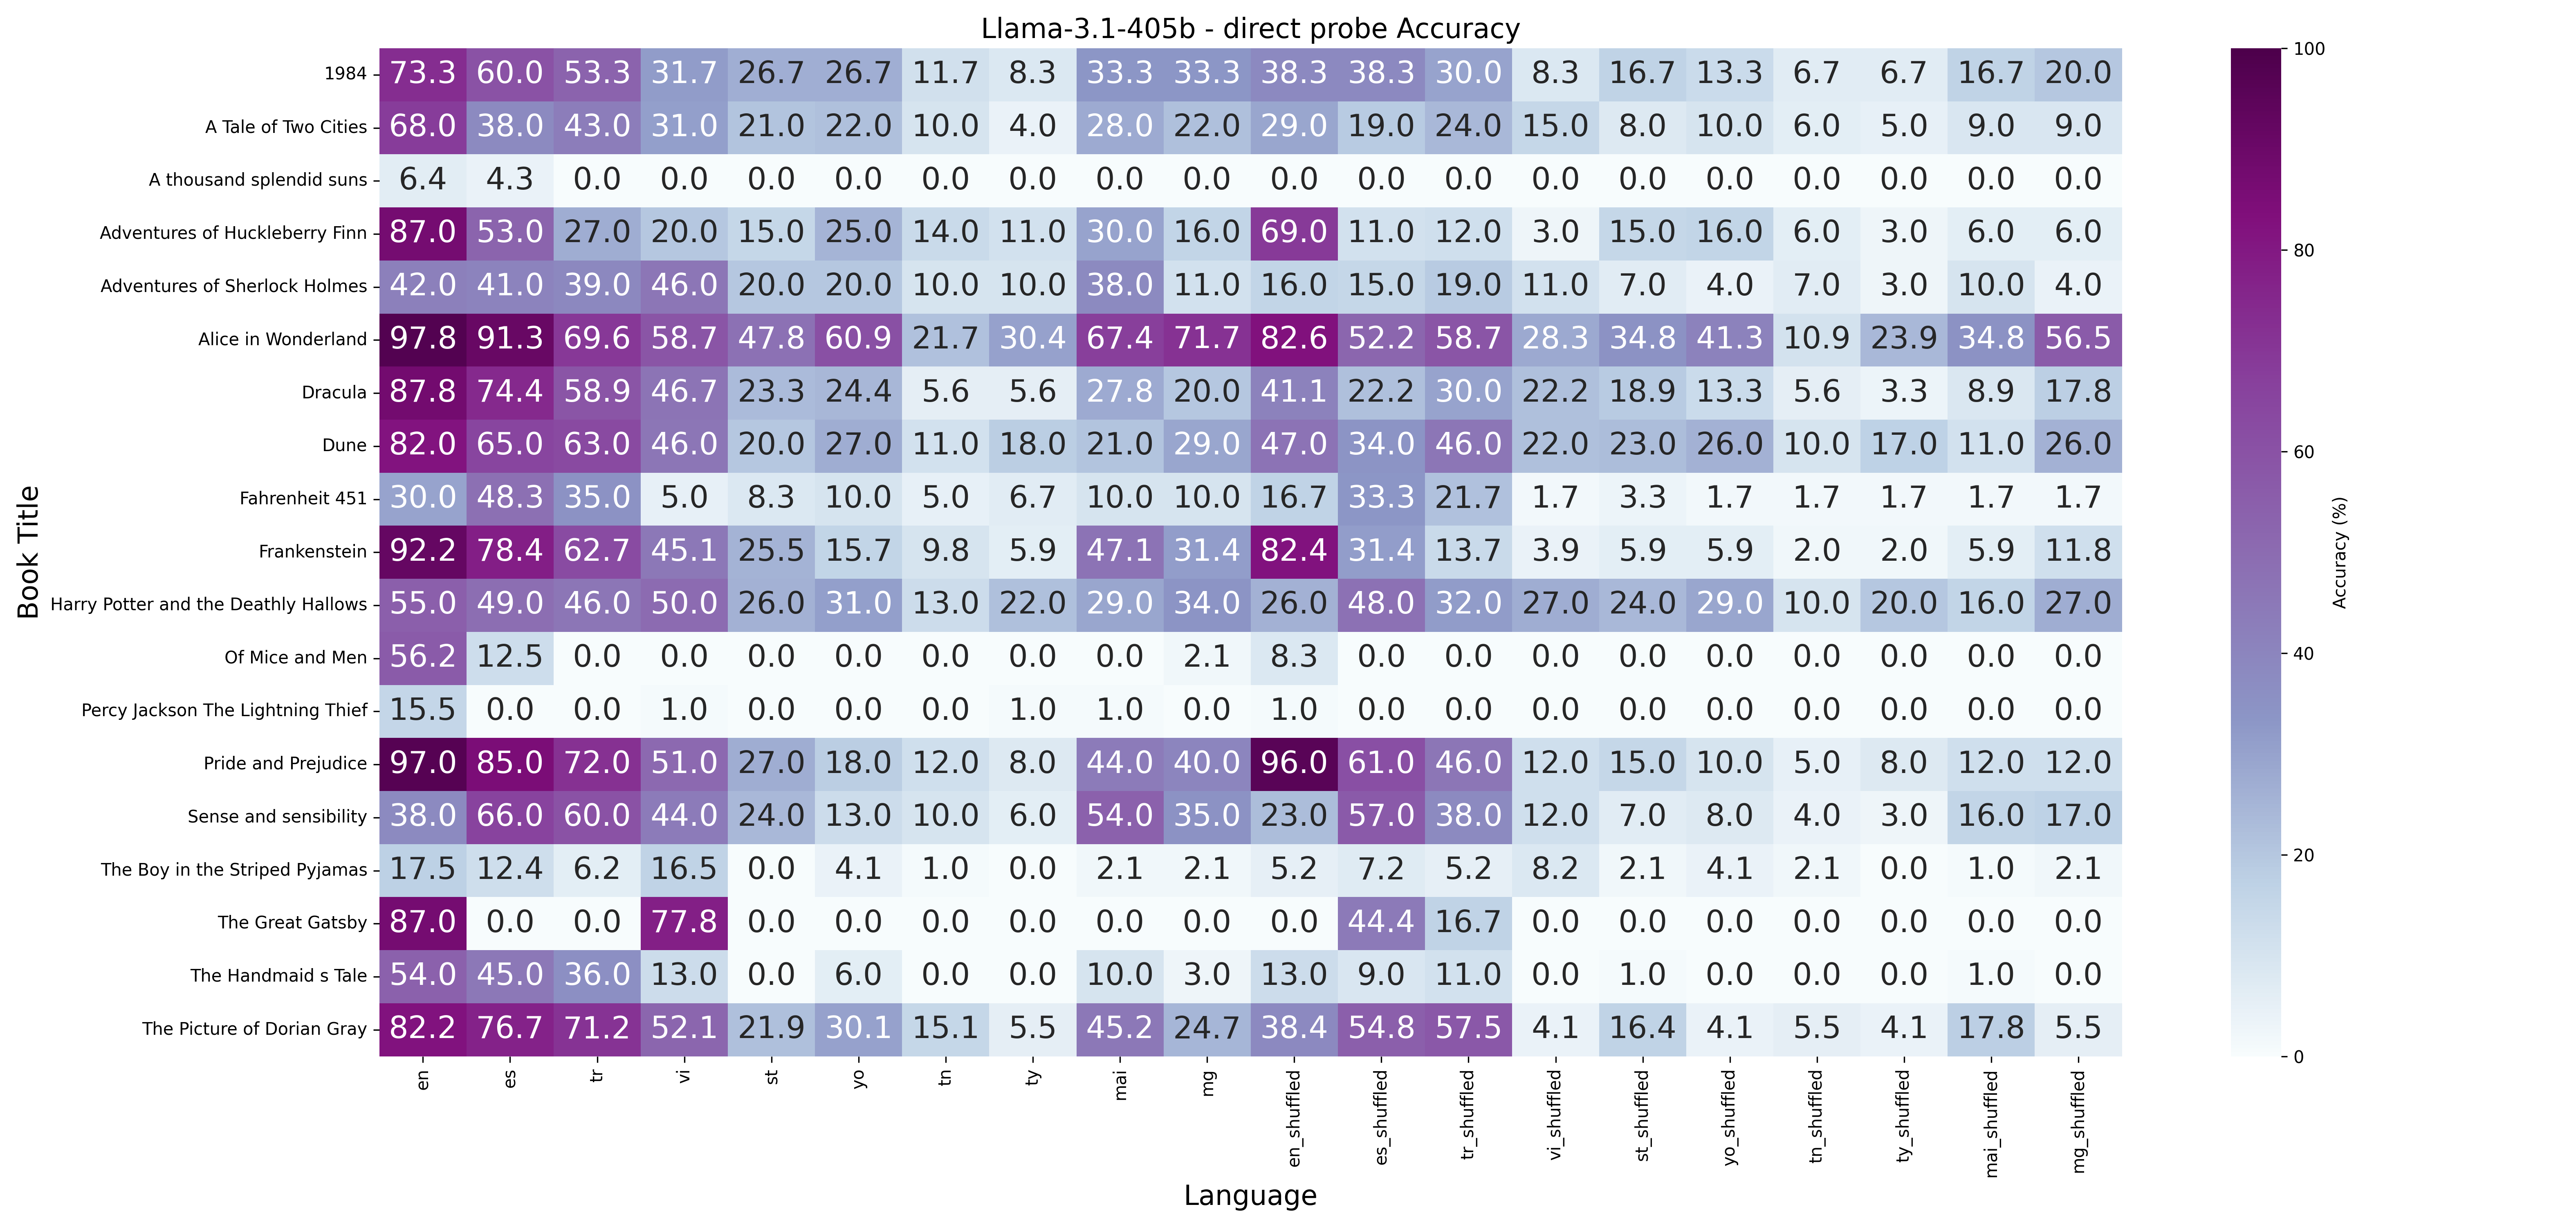 Llama-3.1-405b - direct probe Accuracy
Book Title
1984 73.3 60.0 53.3 31.7 26.7 26.7 11.7 8.3 33.3 33.3 38.3 38.3 30.0 8.3 16.7 13.3 6.7 6.7 16.7 20.0
A Tale of Two Cities 68.0 38.0 43.0 31.0 21.0 22.0 10.0 4.0 28.0 22.0 29.0 19.0 24.0 15.0 8.0 10.0 6.0 5.0 9.0 9.0
A thousand splendid suns 6.4 4.3 0.0 0.0 0.0 0.0 0.0 0.0 0.0 0.0 0.0 0.0 0.0 0.0 0.0 0.0 0.0 0.0 0.0 0.0
Adventures of Huckleberry Finn 87.0 53.0 27.0 20.0 15.0 25.0 14.0 11.0 30.0 16.0 69.0 11.0 12.0 3.0 15.0 16.0 6.0 3.0 6.0 6.0
Adventures of Sherlock Holmes 42.0 41.0 39.0 46.0 20.0 20.0 10.0 10.0 38.0 11.0 16.0 15.0 19.0 11.0 7.0 4.0 7.0 3.0 10.0 4.0
Alice in Wonderland 97.8 91.3 69.6 58.7 47.8 60.9 21.7 30.4 67.4 71.7 82.6 52.2 58.7 28.3 34.8 41.3 10.9 23.9 34.8 56.5
Dracula 87.8 74.4 58.9 46.7 23.3 24.4 5.6 5.6 27.8 20.0 41.1 22.2 30.0 22.2 18.9 13.3 5.6 3.3 8.9 17.8
Dune 82.0 65.0 63.0 46.0 20.0 27.0 11.0 18.0 21.0 29.0 47.0 34.0 46.0 22.0 23.0 26.0 10.0 17.0 11.0 26.0
Fahrenheit 451 30.0 48.3 35.0 5.0 8.3 10.0 5.0 6.7 10.0 10.0 16.7 33.3 21.7 1.7 3.3 1.7 1.7 1.7 1.7 1.7
Frankenstein 92.2 78.4 62.7 45.1 25.5 15.7 9.8 5.9 47.1 31.4 82.4 31.4 13.7 3.9 5.9 5.9 2.0 2.0 5.9 11.8
Harry Potter and the Deathly Hallows 55.0 49.0 46.0 50.0 26.0 31.0 13.0 22.0 29.0 34.0 26.0 48.0 32.0 27.0 24.0 29.0 10.0 20.0 16.0 27.0
Of Mice and Men 56.2 12.5 0.0 0.0 0.0 0.0 0.0 0.0 0.0 2.1 8.3 0.0 0.0 0.0 0.0 0.0 0.0 0.0 0.0 0.0
Percy Jackson The Lightning Thief 15.5 0.0 0.0 1.0 0.0 0.0 0.0 1.0 1.0 0.0 1.0 0.0 0.0 0.0 0.0 0.0 0.0 0.0 0.0 0.0
Pride and Prejudice 97.0 85.0 72.0 51.0 27.0 18.0 12.0 8.0 44.0 40.0 96.0 61.0 46.0 12.0 15.0 10.0 5.0 8.0 12.0 12.0
Sense and sensibility 38.0 66.0 60.0 44.0 24.0 13.0 10.0 6.0 54.0 35.0 23.0 57.0 38.0 12.0 7.0 8.0 4.0 3.0 16.0 17.0
The Boy in the Striped Pyjamas 17.5 12.4 6.2 16.5 0.0 4.1 1.0 0.0 2.1 2.1 5.2 7.2 5.2 8.2 2.1 4.1 2.1 0.0 1.0 2.1
The Great Gatsby 87.0 0.0 0.0 77.8 0.0 0.0 0.0 0.0 0.0 0.0 0.0 44.4 16.7 0.0 0.0 0.0 0.0 0.0 0.0 0.0
The Handmaid s Tale 54.0 45.0 36.0 13.0 0.0 6.0 0.0 0.0 10.0 3.0 13.0 9.0 11.0 0.0 1.0 0.0 0.0 0.0 1.0 0.0
The Picture of Dorian Gray 82.2 76.7 71.2 52.1 21.9 30.1 15.1 5.5 45.2 24.7 38.4 54.8 57.5 4.1 16.4 4.1 5.5 4.1 17.8 5.5
en es tr vi st yo tn ty mai mg en_shuffled es_shuffled tr_shuffled vi_shuffled st_shuffled yo_shuffled tn_shuffled ty_shuffled mai_shuffled mg_shuffled
Language
100
80
60
40
20
0
Accuracy (%)